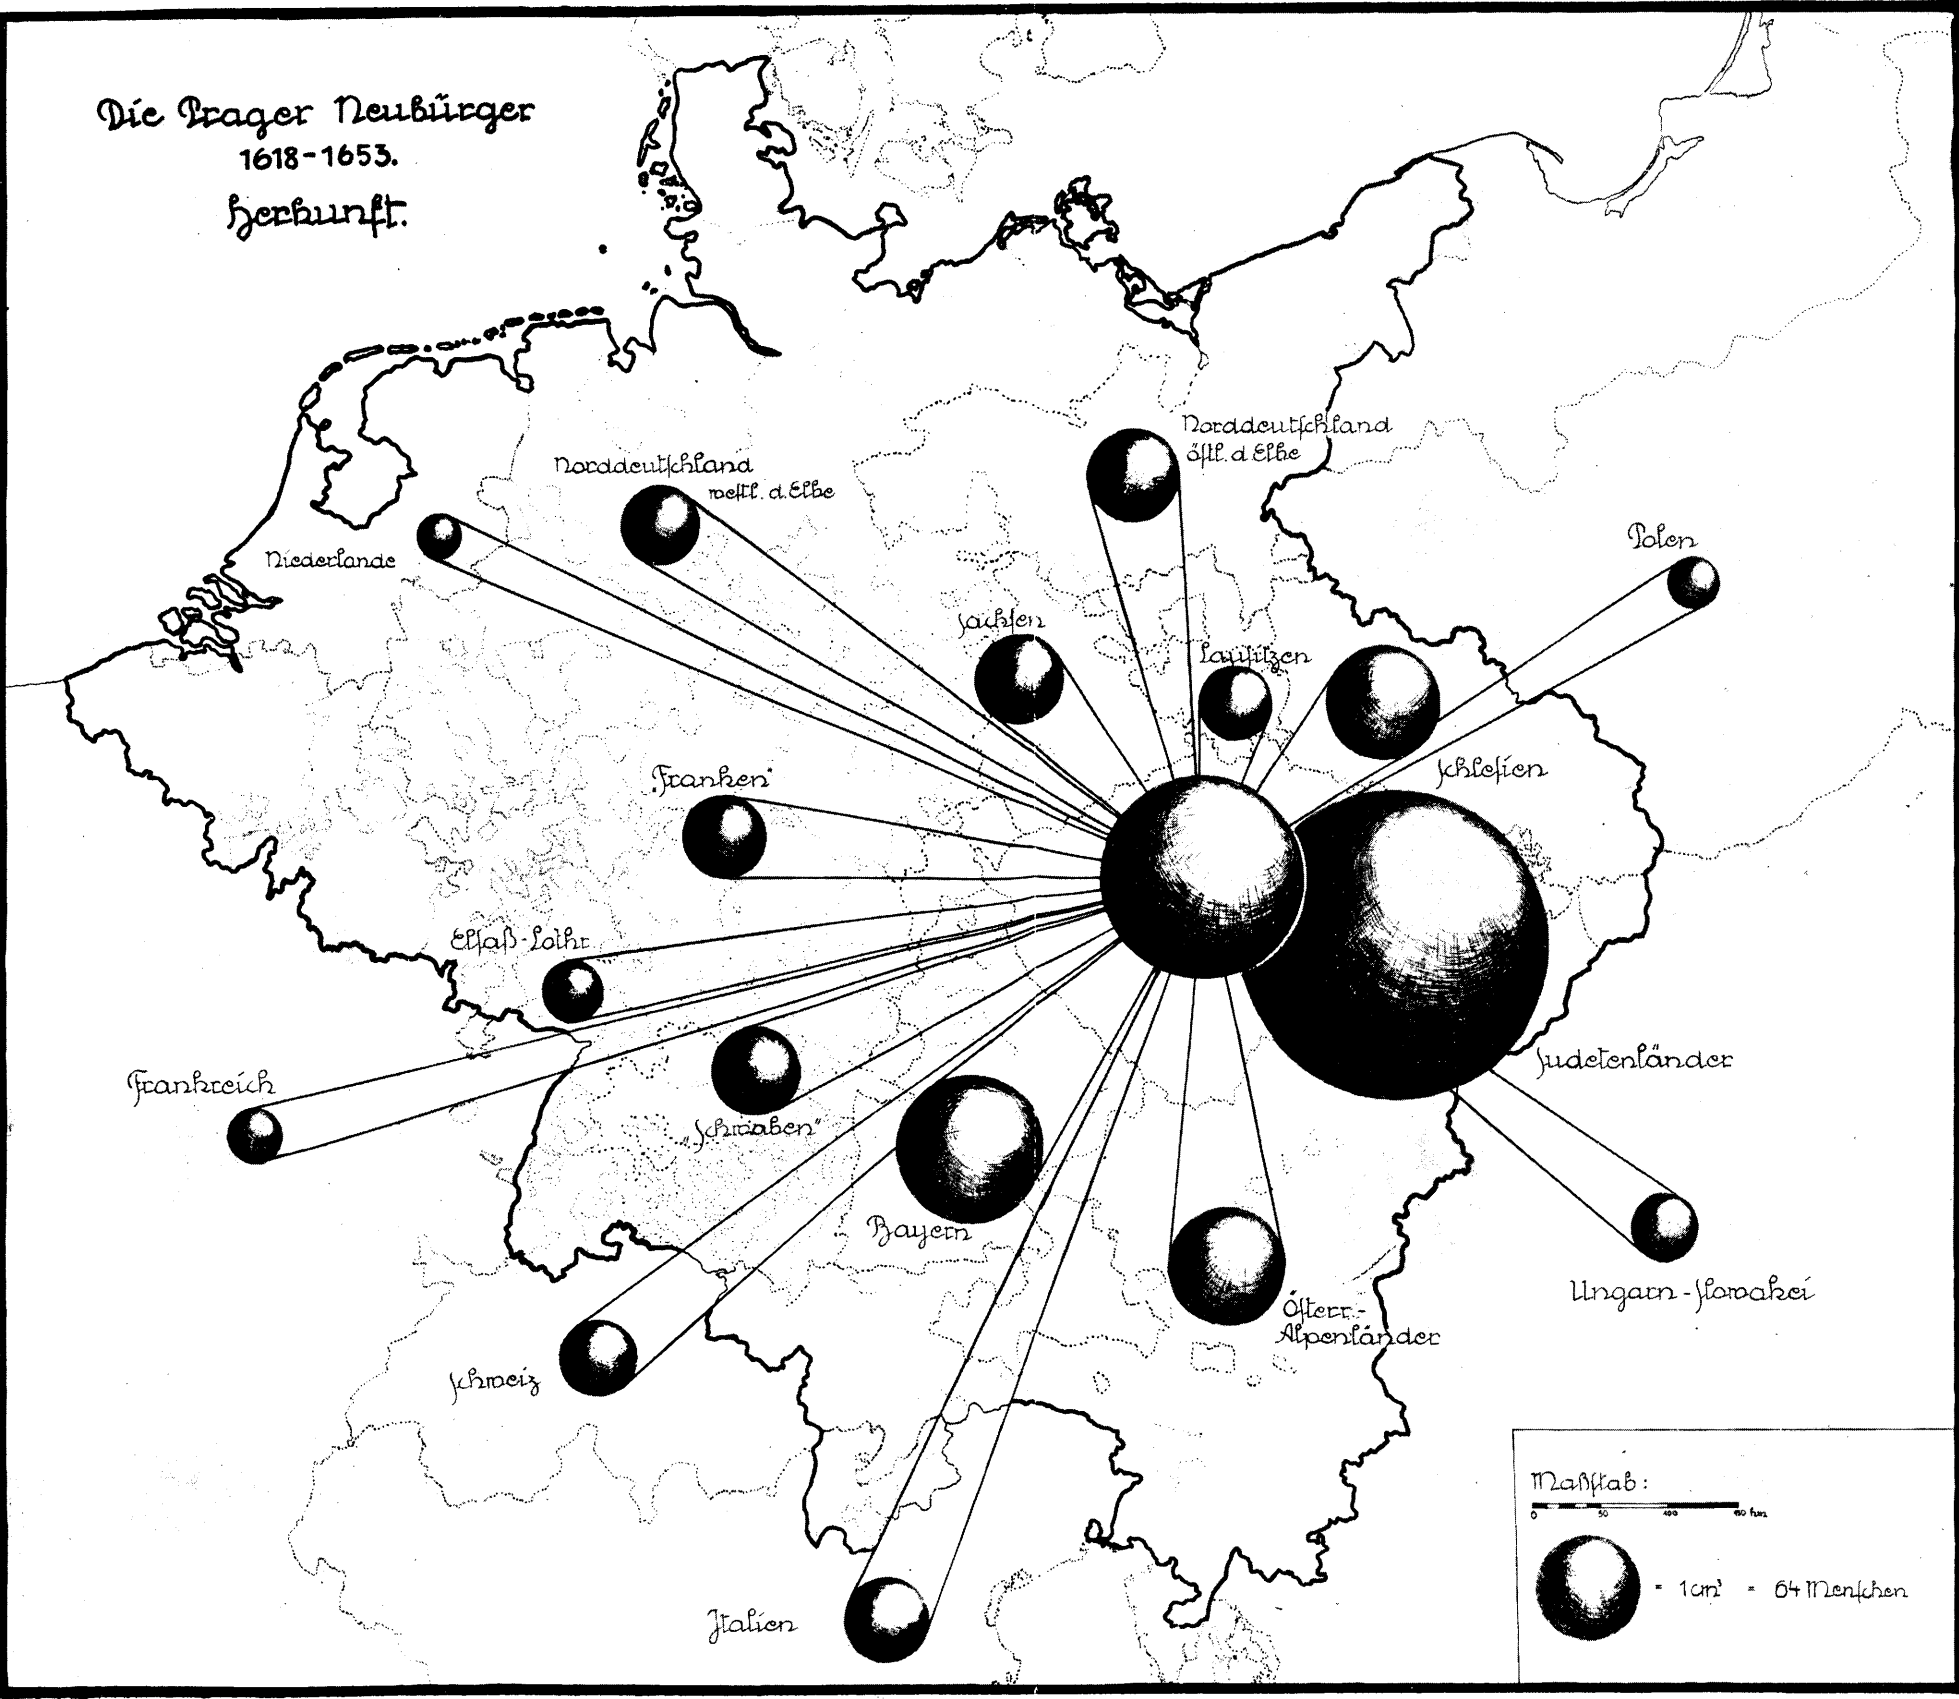 Die Prager Neubürger
1618-1653.
Herkunft.
Norddeutschland
östl. d Elbe
Norddeutschland
westl. d. Elbe
Niederlande
Polen
Sachsen
Lausitzen
Schlesien
„Franken“
Elsaß-Lothr.
Frankreich
„Schwaben“
Bayern
Sudetenländer
Ungarn-Slowakei
Österr.-
Alpenländer
Schweiz
Italien
Maßstab:
0 50 100 150 km
= 1 cm³ = 64 Menschen